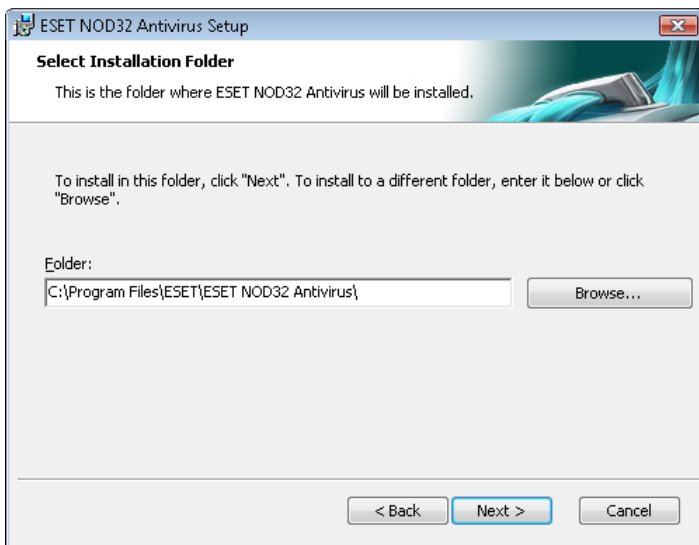 ESET NOD32 Antivirus Setup
Select Installation Folder
This is the folder where ESET NOD32 Antivirus will be installed.
To install in this folder, click "Next". To install to a different folder, enter it below or click
"Browse".
Folder:
C:\Program Files\ESET\ESET NOD32 Antivirus\
Browse...
< Back
Next >
Cancel